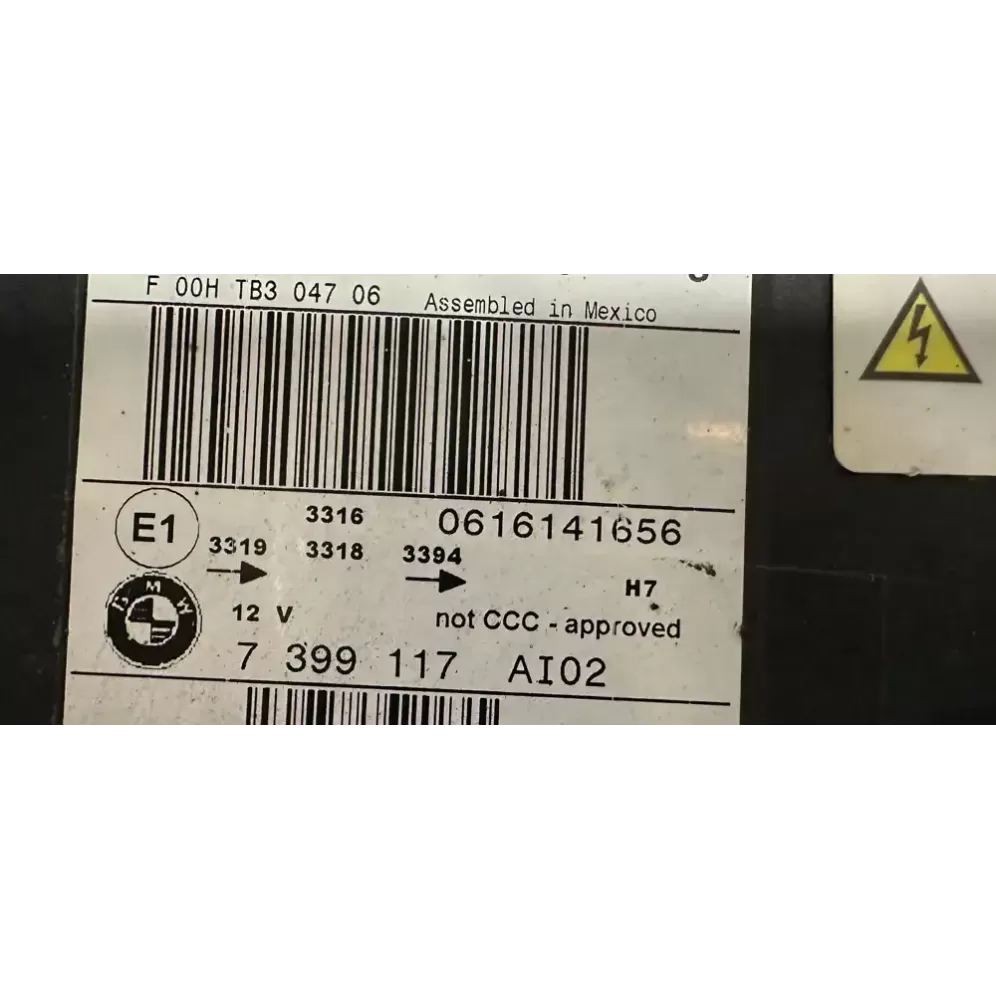 F 00H TB3 047 06 Assembled in Mexico
E1 3316 0616141656
3319 3318 3394
H7
BMW 12 V not CCC - approved
7 399 117 AI02